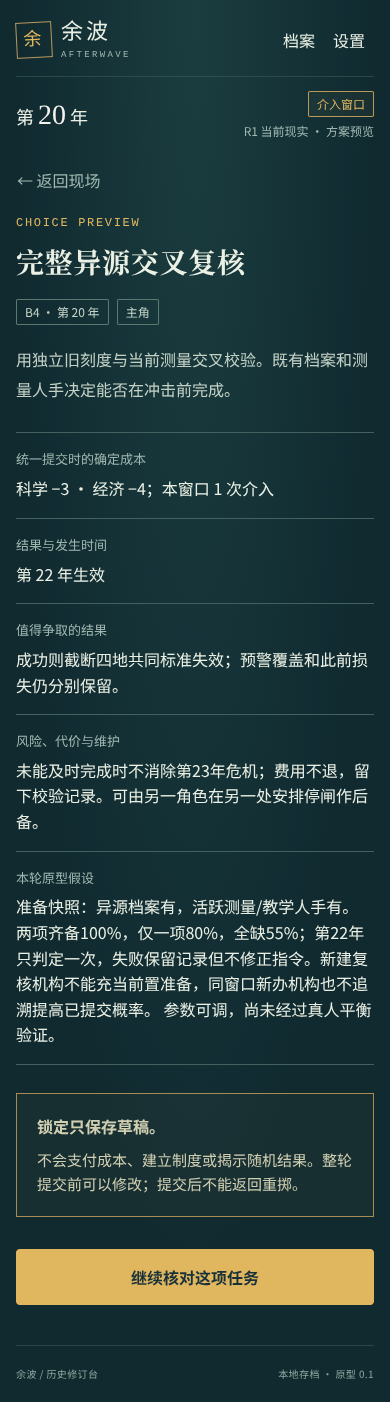 余
余波
AFTERWAVE
档案 设置
第 20 年
介入窗口
R1 当前现实 · 方案预览
← 返回现场
CHOICE PREVIEW
完整异源交叉复核
B4 · 第 20 年
主角
用独立旧刻度与当前测量交叉校验。既有档案和测
量人手决定能否在冲击前完成。
统一提交时的确定成本
科学 −3 · 经济 −4；本窗口 1 次介入
结果与发生时间
第 22 年生效
值得争取的结果
成功则截断四地共同标准失效；预警覆盖和此前损
失仍分别保留。
风险、代价与维护
未能及时完成时不消除第23年危机；费用不退，留
下校验记录。可由另一角色在另一处安排停闸作后
备。
本轮原型假设
准备快照：异源档案有，活跃测量/教学人手有。
两项齐备100%，仅一项80%，全缺55%；第22年
只判定一次，失败保留记录但不修正指令。新建复
核机构不能充当前置准备，同窗口新办机构也不追
溯提高已提交概率。 参数可调，尚未经过真人平衡
验证。
锁定只保存草稿。
不会支付成本、建立制度或揭示随机结果。整轮
提交前可以修改；提交后不能返回重掷。
继续核对这项任务
余波 / 历史修订台
本地存档 · 原型 0.1